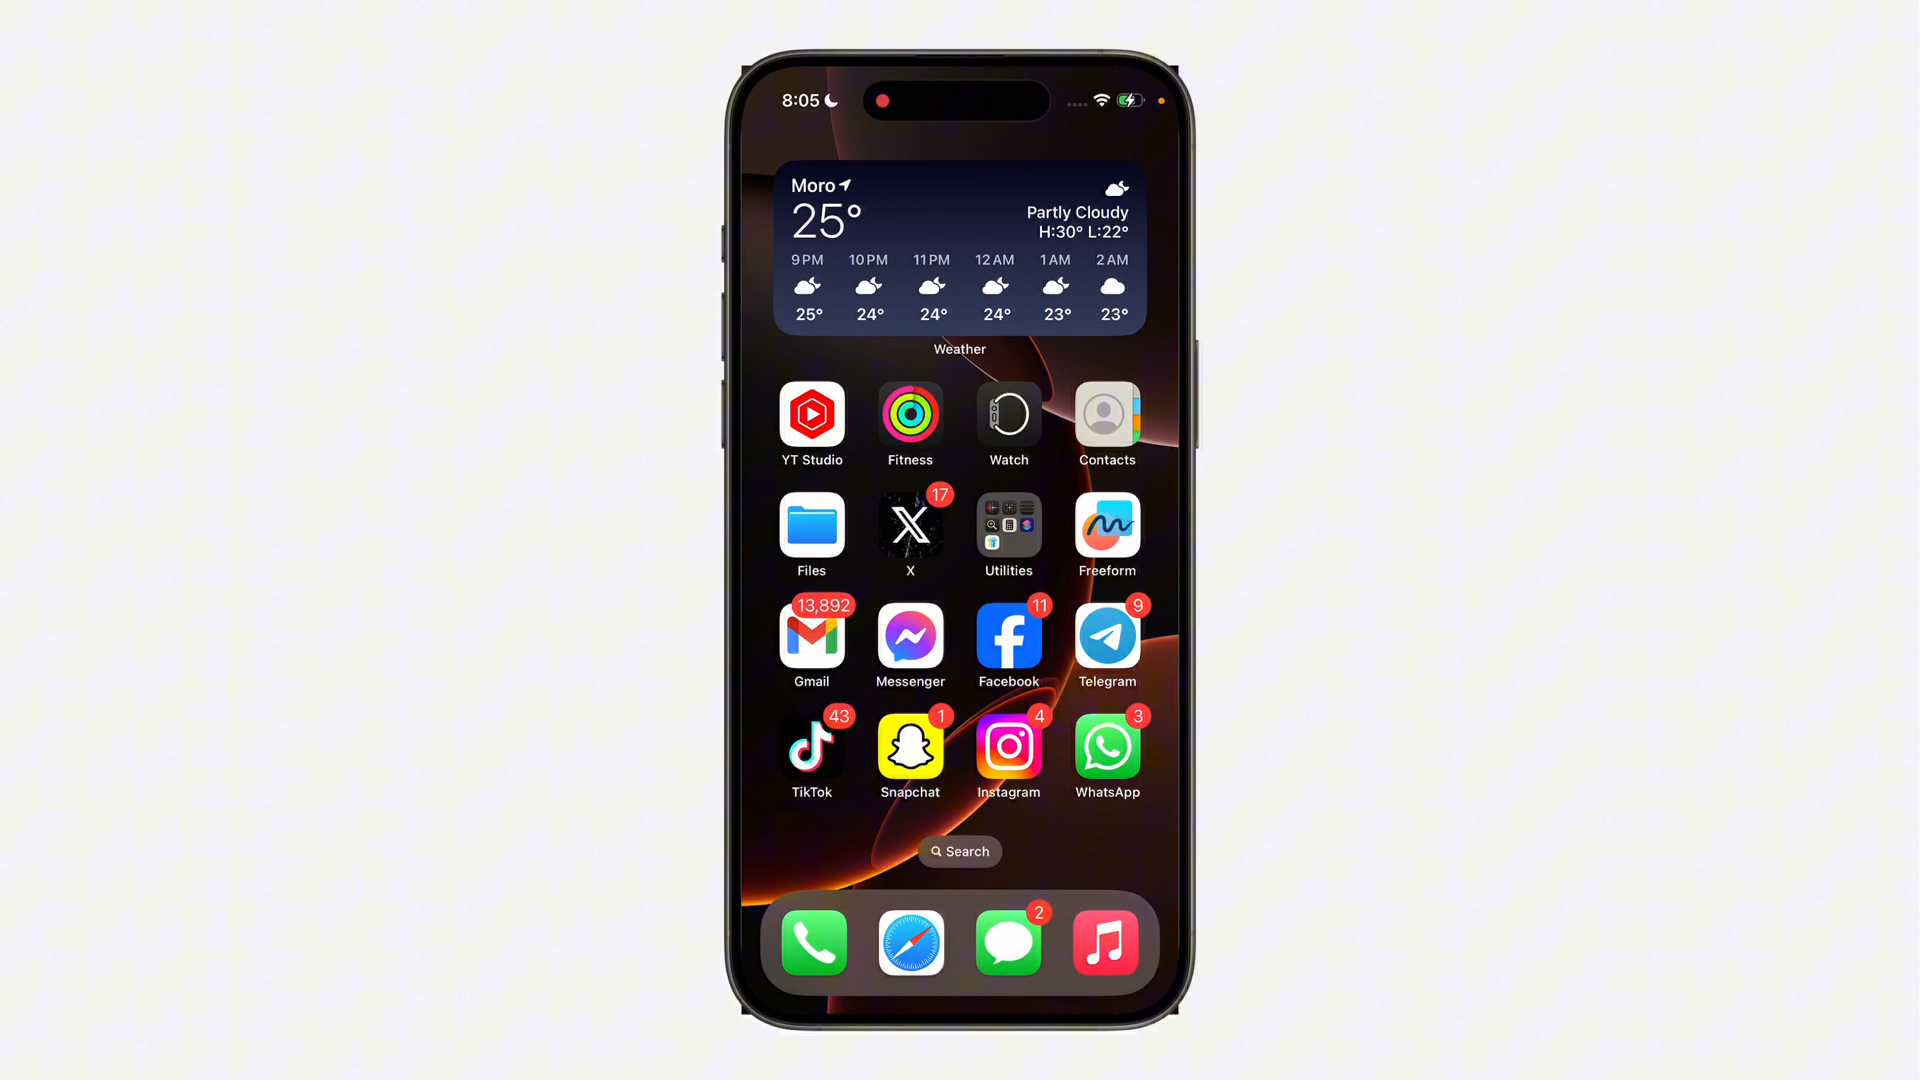 8:05
Moro
25°
Partly Cloudy
H:30° L:22°
9 PM 10 PM 11 PM 12 AM 1 AM 2 AM
25° 24° 24° 24° 23° 23°
Weather
YT Studio Fitness Watch Contacts
17
Files X Utilities Freeform
13,892 11 9
Gmail Messenger Facebook Telegram
43 1 4 3
TikTok Snapchat Instagram WhatsApp
Search
2